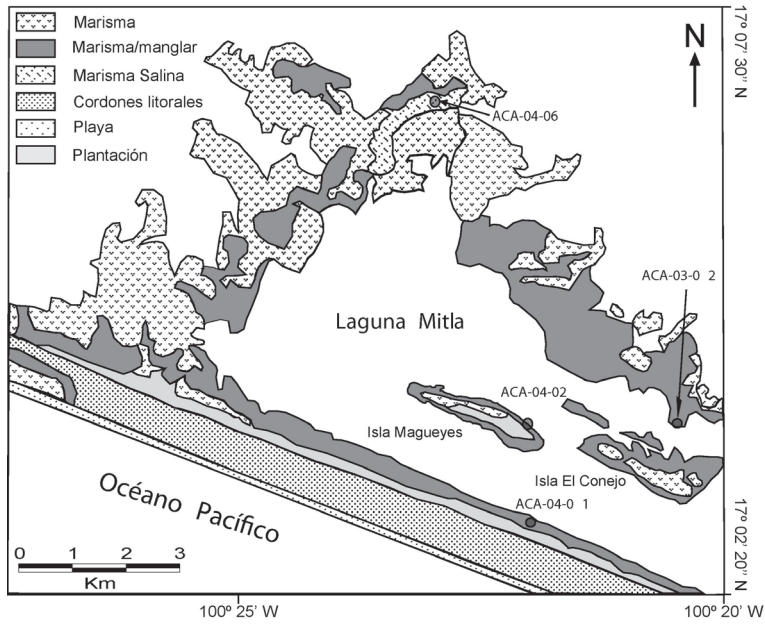 Marisma
Marisma/manglar
Marisma Salina
Cordones litorales
Playa
Plantación
N
17º 07' 30" N
ACA-04-06
ACA-03-0 2
Laguna Mitla
ACA-04-02
Isla Magueyes
Isla El Conejo
ACA-04-0 1
Océano Pacífico
17º 02' 20" N
0 1 2 3
Km
100º 25' W
100º 20' W